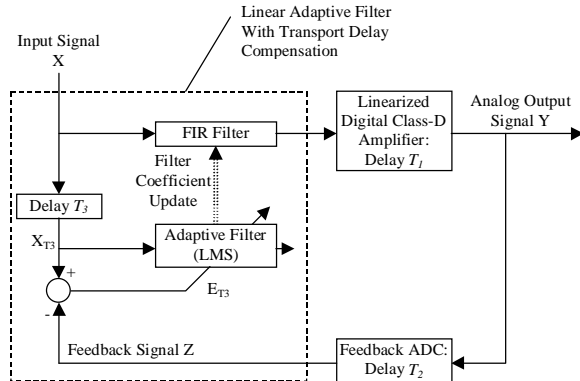 Linear Adaptive Filter
With Transport Delay
Compensation
Input Signal
X
FIR Filter
Linearized
Digital Class-D
Amplifier:
Delay T1
Analog Output
Signal Y
Filter
Coefficient
Update
Delay T3
XT3
Adaptive Filter
(LMS)
+
ET3
-
Feedback Signal Z
Feedback ADC:
Delay T2